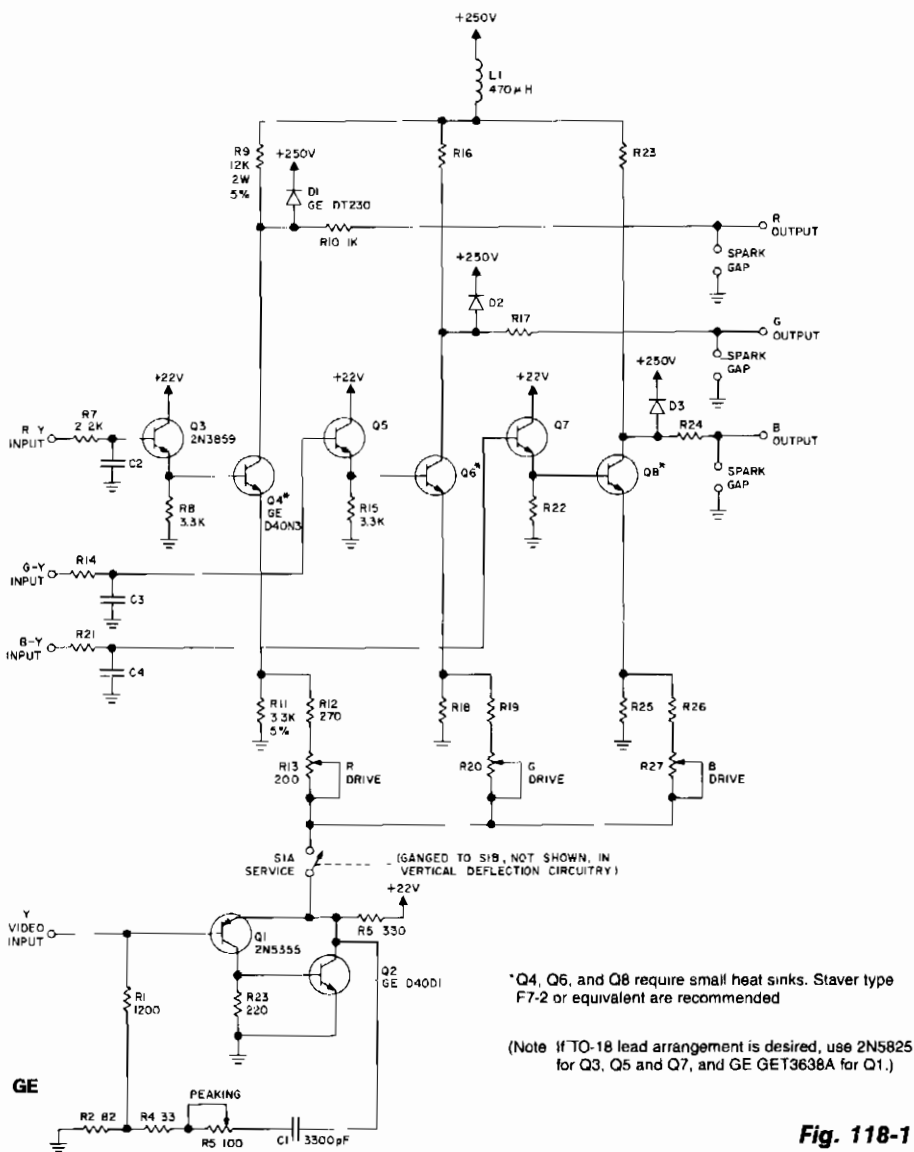 +250V
L1
470μH
R9
12K
2W
5%
+250V
D1
GE DT230
R10 1K
R16
R23
R
OUTPUT
SPARK
GAP
+250V
D2
R17
G
OUTPUT
SPARK
GAP
+22V
+22V
+22V
+250V
D3
R Y
INPUT
R7
2 2K
C2
Q3
2N3859
Q5
Q7
R24
B
OUTPUT
SPARK
GAP
R8
3.3K
Q4*
GE
D40N3
R15
3.3K
Q6*
R22
Q8*
G-Y
INPUT
R14
C3
B-Y
INPUT
R21
C4
R11
3.3K
5%
R12
270
R18
R19
R25
R26
R13
200
R
DRIVE
R20
G
DRIVE
R27
B
DRIVE
S1A
SERVICE
(GANGED TO S1B, NOT SHOWN, IN
VERTICAL DEFLECTION CIRCUITRY)
+22V
Y
VIDEO
INPUT
Q1
2N5355
R5 330
Q2
GE D40D1
R1
1200
R23
220
*Q4, Q6, and Q8 require small heat sinks. Staver type
F7-2 or equivalent are recommended
(Note If TO-18 lead arrangement is desired, use 2N5825
for Q3, Q5 and Q7, and GE GET3638A for Q1.)
GE
PEAKING
R2 82
R4 33
R5 100
C1
3300pF
Fig. 118-1